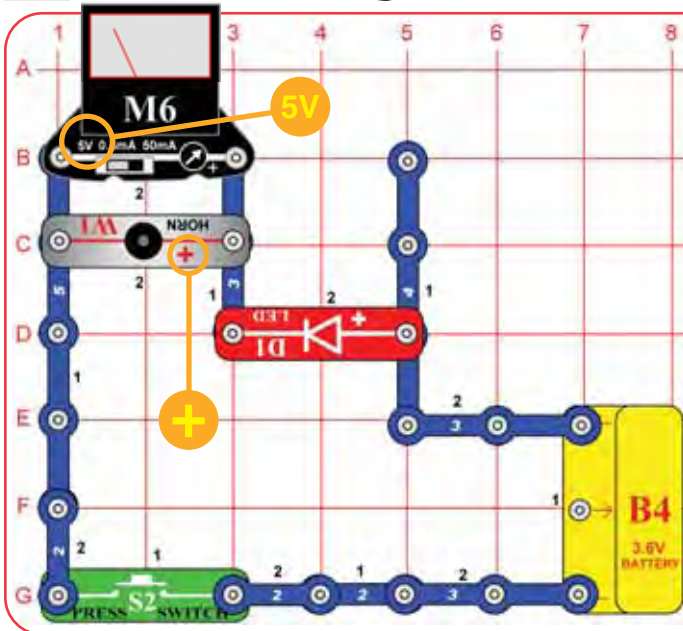 1 3 4 5 6 7 8
A
M6
5V
5V 0.5mA 50mA
+
B
2
W1 HORN
+
C
2
5
1 3
2
4
1
LED
D1
+
D
1
+
E
2
3
F
1
B4
3.6V
BATTERY
2
2
1
2
1
2
G
S2
2
2
3
PRESS SWITCH